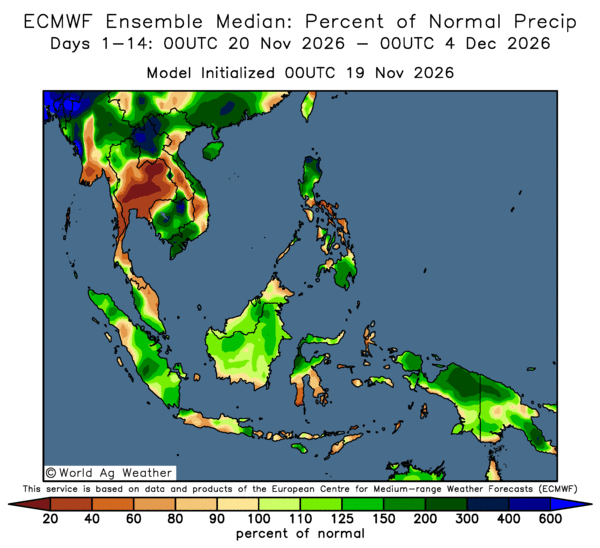 ECMWF Ensemble Median: Percent of Normal Precip
Days 1-14: 00UTC 20 Nov 2026 - 00UTC 4 Dec 2026
Model Initialized 00UTC 19 Nov 2026
© World Ag Weather
This service is based on data and products of the European Centre for Medium-range Weather Forecasts (ECMWF)
20 40 60 80 90 100 110 125 150 200 300 400 600
percent of normal